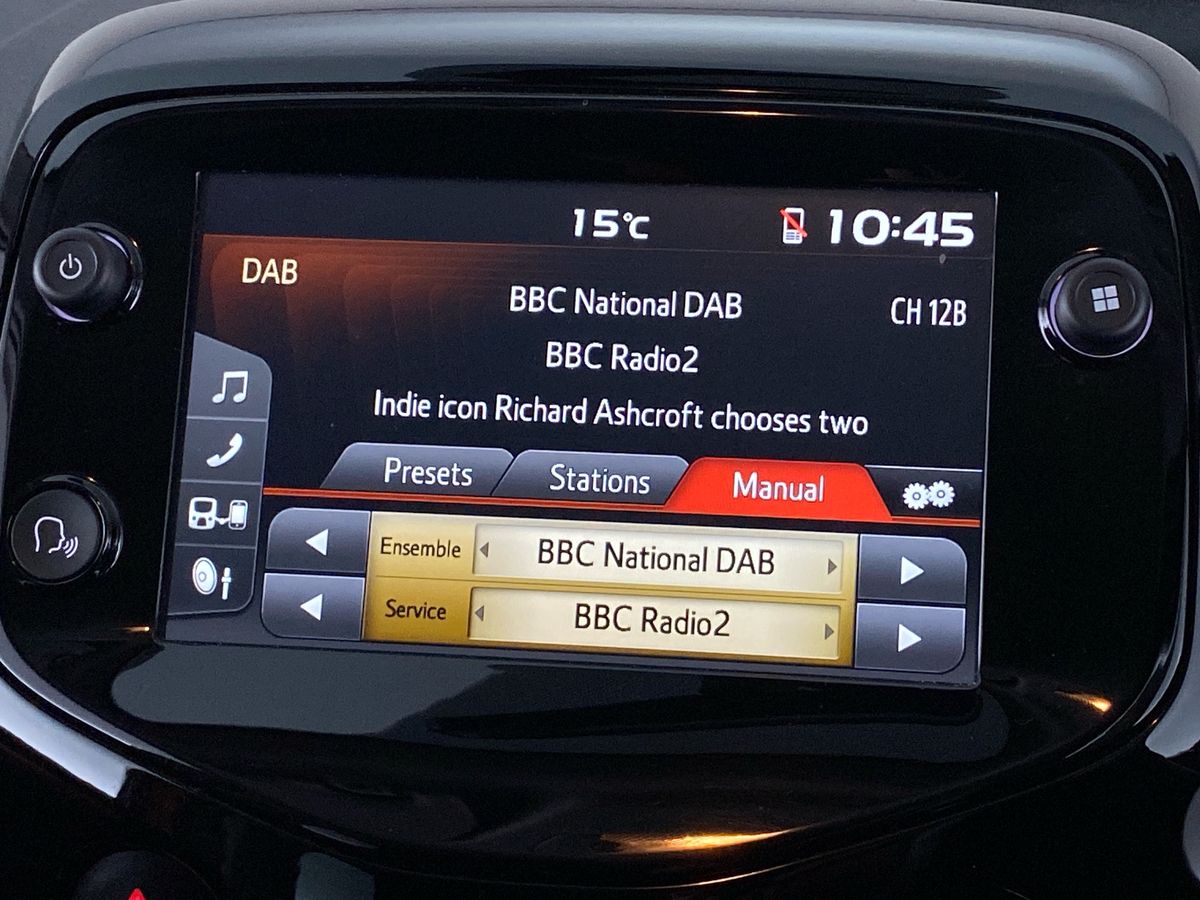 15℃ 10:45
DAB
BBC National DAB CH 12B
BBC Radio2
Indie icon Richard Ashcroft chooses two
Presets Stations Manual
Ensemble BBC National DAB
Service BBC Radio2